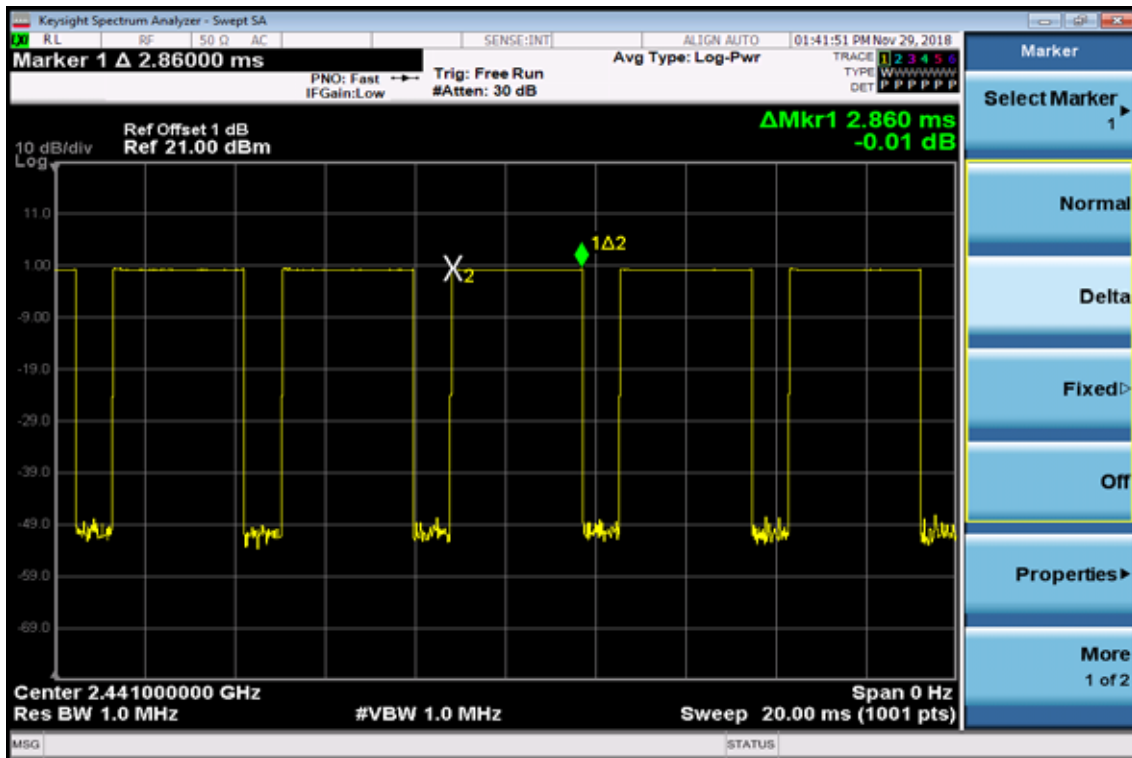 Keysight Spectrum Analyzer - Swept SA
LXI RL RF 50 Ω AC SENSE:INT ALIGN AUTO 01:41:51 PM Nov 29, 2018
Marker 1 Δ 2.86000 ms
PNO: Fast
IFGain:Low
Trig: Free Run
#Atten: 30 dB
Avg Type: Log-Pwr
TRACE 1 2 3 4 5 6
TYPE WWWWWWW
DET P P P P P P
ΔMkr1 2.860 ms
-0.01 dB
Ref Offset 1 dB
10 dB/div Ref 21.00 dBm
Log
11.0
1.00
-9.00
-19.0
-29.0
-39.0
-49.0
-59.0
-69.0
X2
1Δ2
Center 2.441000000 GHz Span 0 Hz
Res BW 1.0 MHz #VBW 1.0 MHz Sweep 20.00 ms (1001 pts)
MSG STATUS
Marker
Select Marker
1
Normal
Delta
Fixed
Off
Properties
More
1 of 2